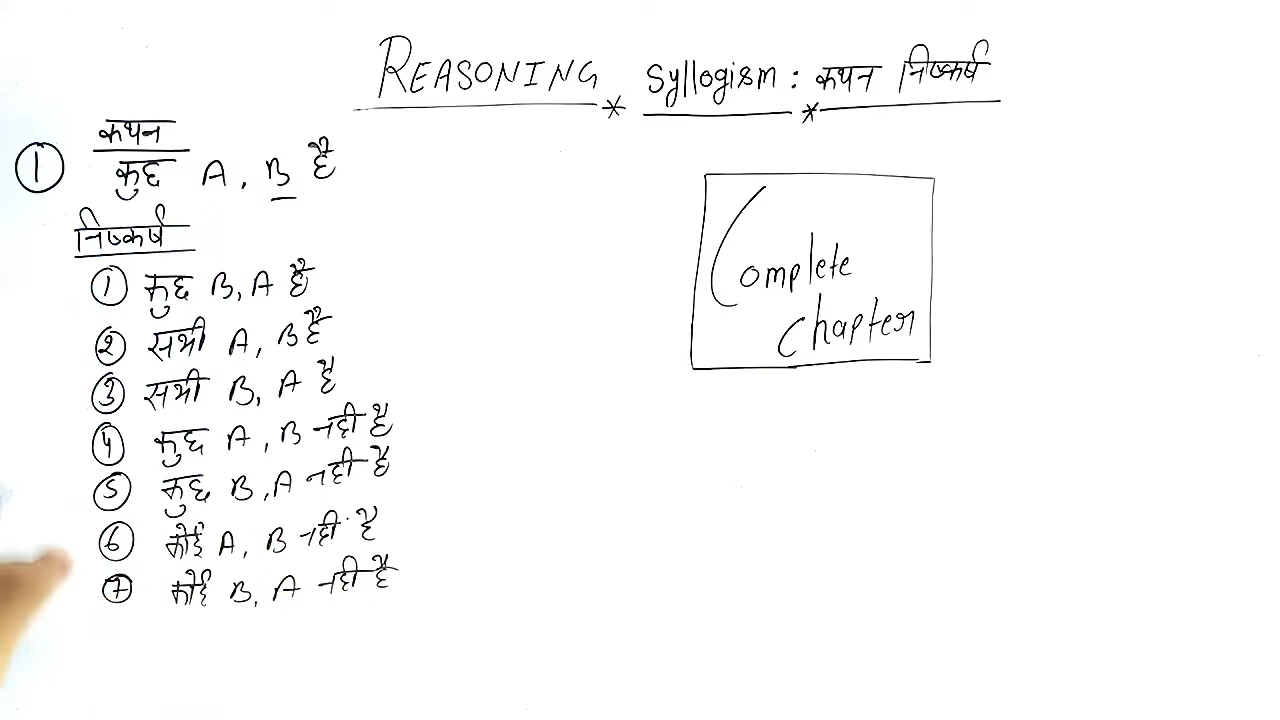 REASONING Syllogism : कथन निष्कर्ष
कथन
① कुछ A, B है
निष्कर्ष
① कुछ B, A है
② सभी A, B है
③ सभी B, A है
④ कुछ A, B नही है
⑤ कुछ B, A नही है
⑥ कोई A, B नही है
⑦ कोई B, A नही है
Complete
Chapter